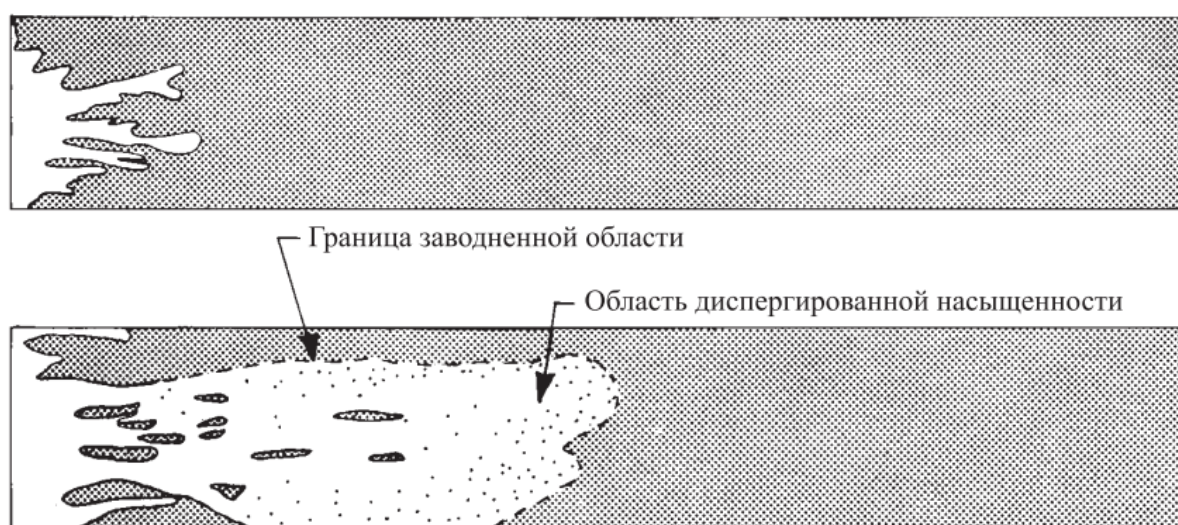 Граница заводненной области
Область диспергированной насыщенности